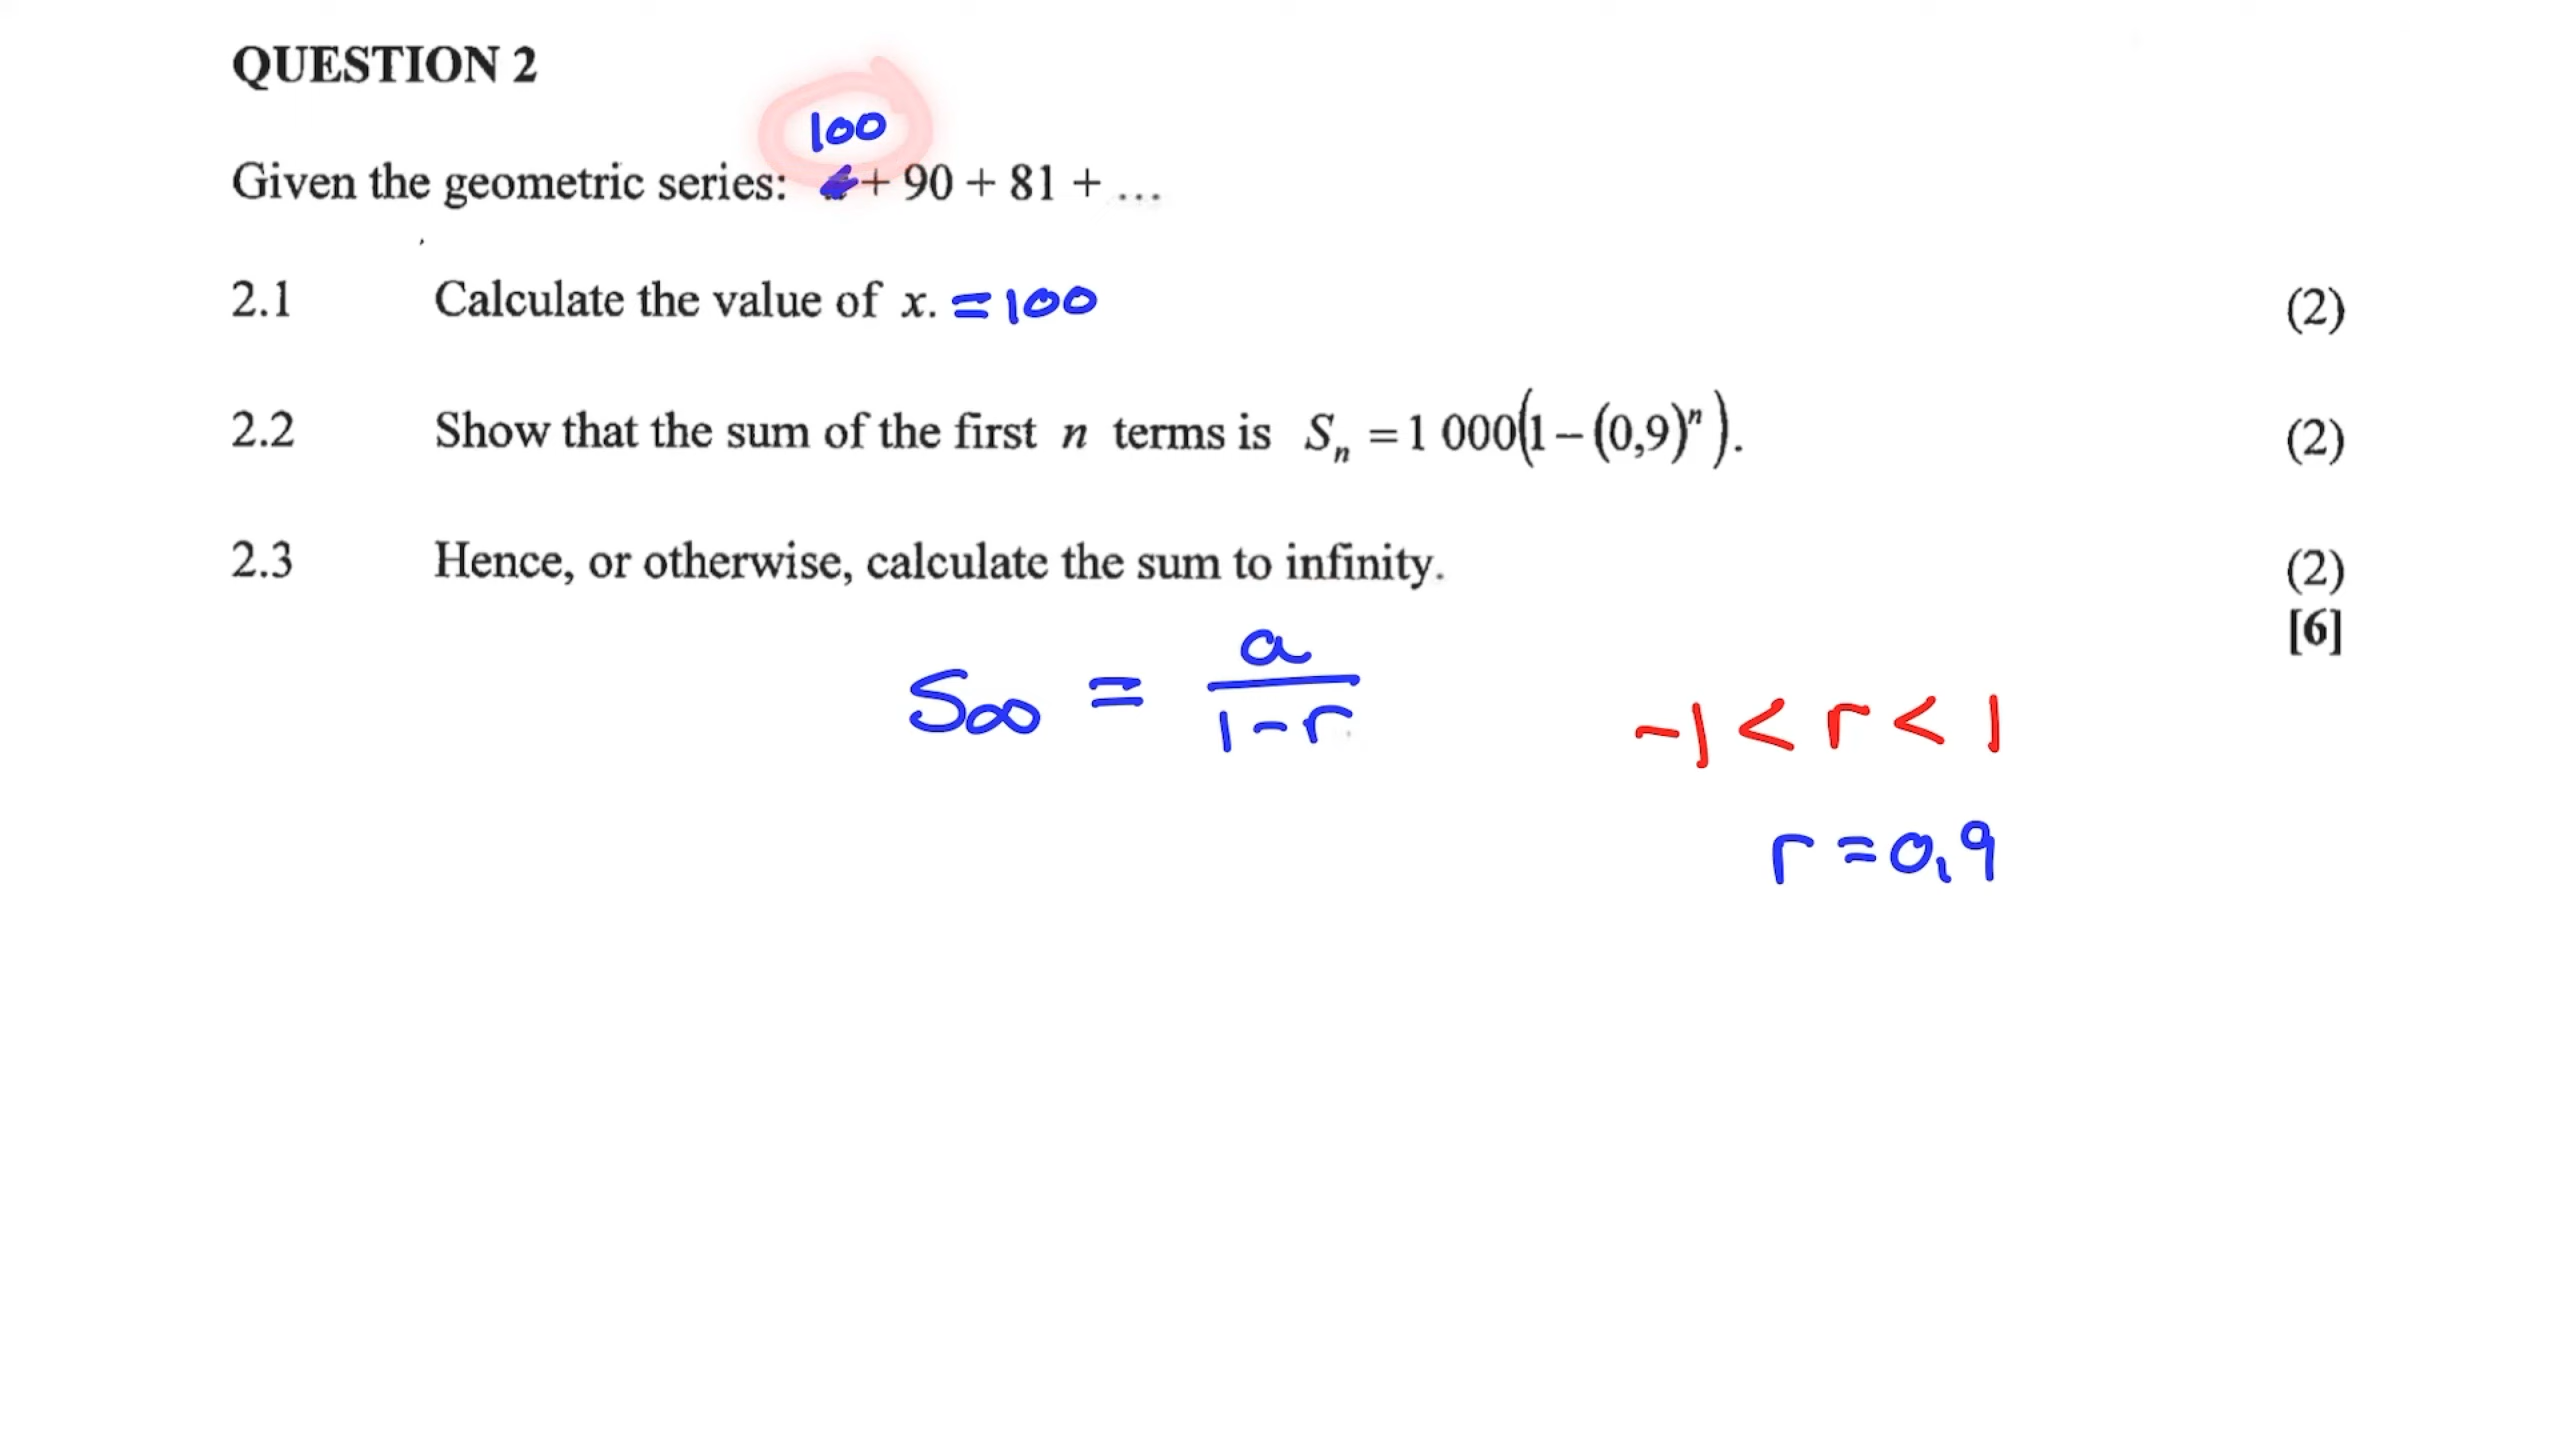 QUESTION 2
100
Given the geometric series: + 90 + 81 + ...
2.1 Calculate the value of x. = 100 (2)
2.2 Show that the sum of the first n terms is Sₙ = 1 000(1 – (0,9)ⁿ). (2)
2.3 Hence, or otherwise, calculate the sum to infinity. (2)
[6]
S∞ = a/(1-r) -1 < r < 1
r = 0,9